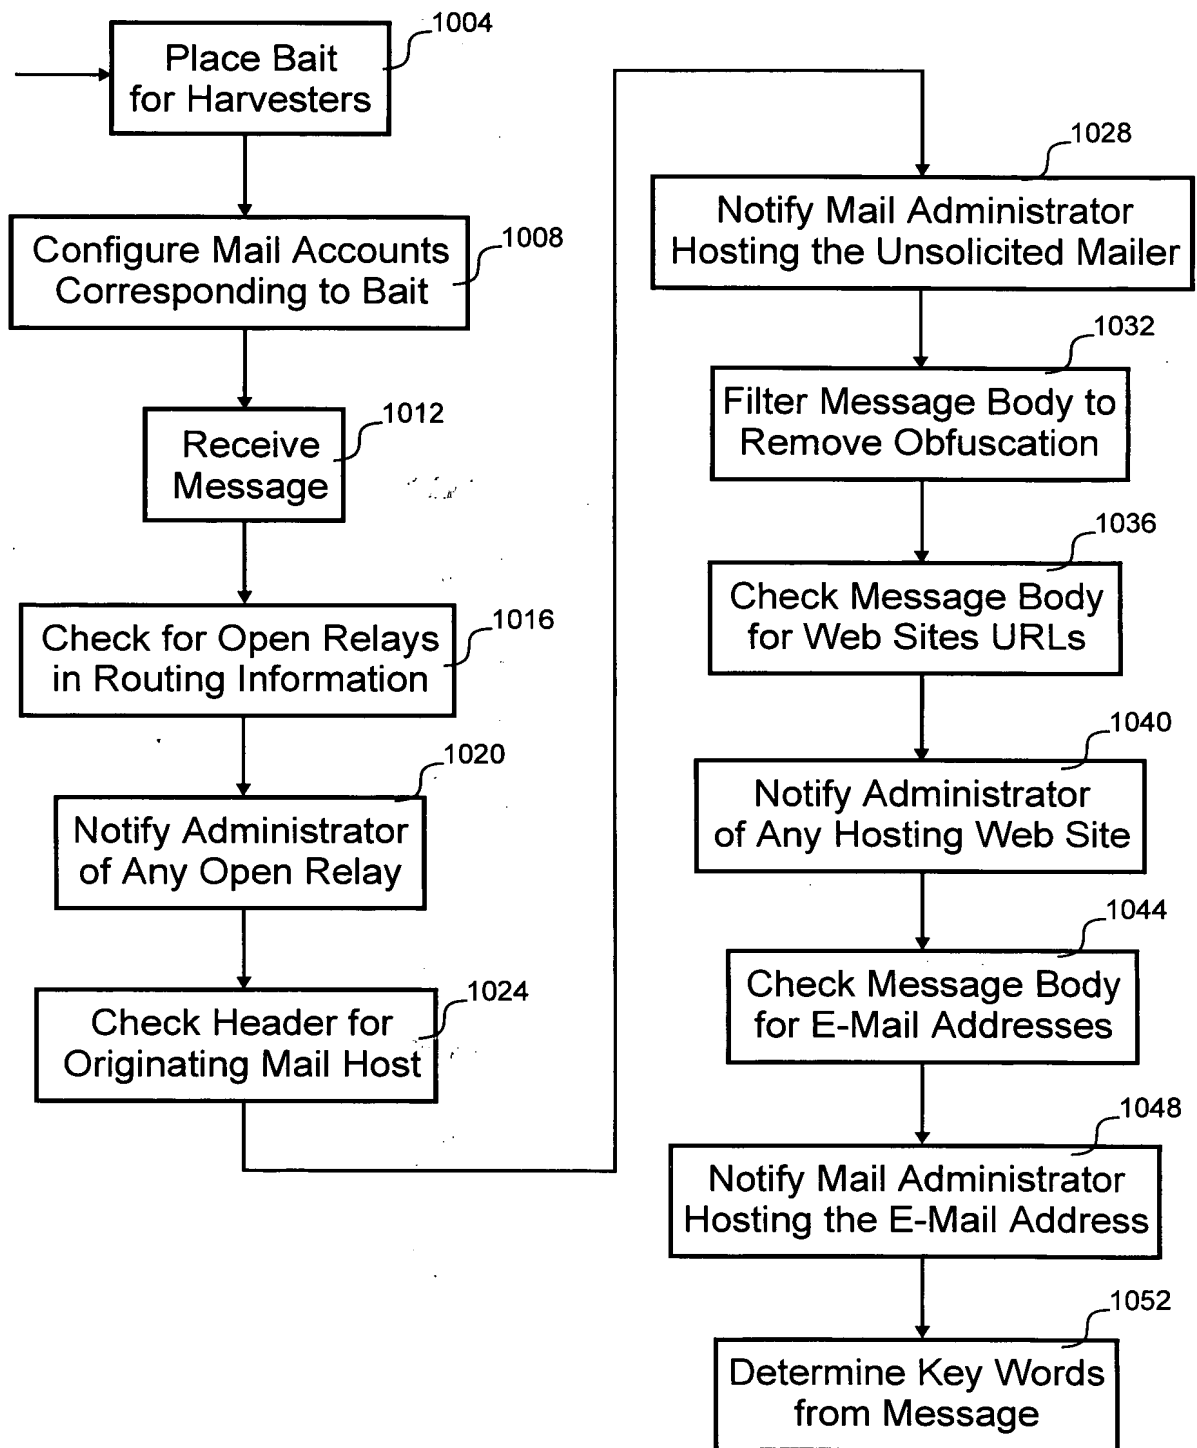 1004
Place Bait
for Harvesters
1008
Configure Mail Accounts
Corresponding to Bait
1012
Receive
Message
1016
Check for Open Relays
in Routing Information
1020
Notify Administrator
of Any Open Relay
1024
Check Header for
Originating Mail Host
1028
Notify Mail Administrator
Hosting the Unsolicited Mailer
1032
Filter Message Body to
Remove Obfuscation
1036
Check Message Body
for Web Sites URLs
1040
Notify Administrator
of Any Hosting Web Site
1044
Check Message Body
for E-Mail Addresses
1048
Notify Mail Administrator
Hosting the E-Mail Address
1052
Determine Key Words
from Message